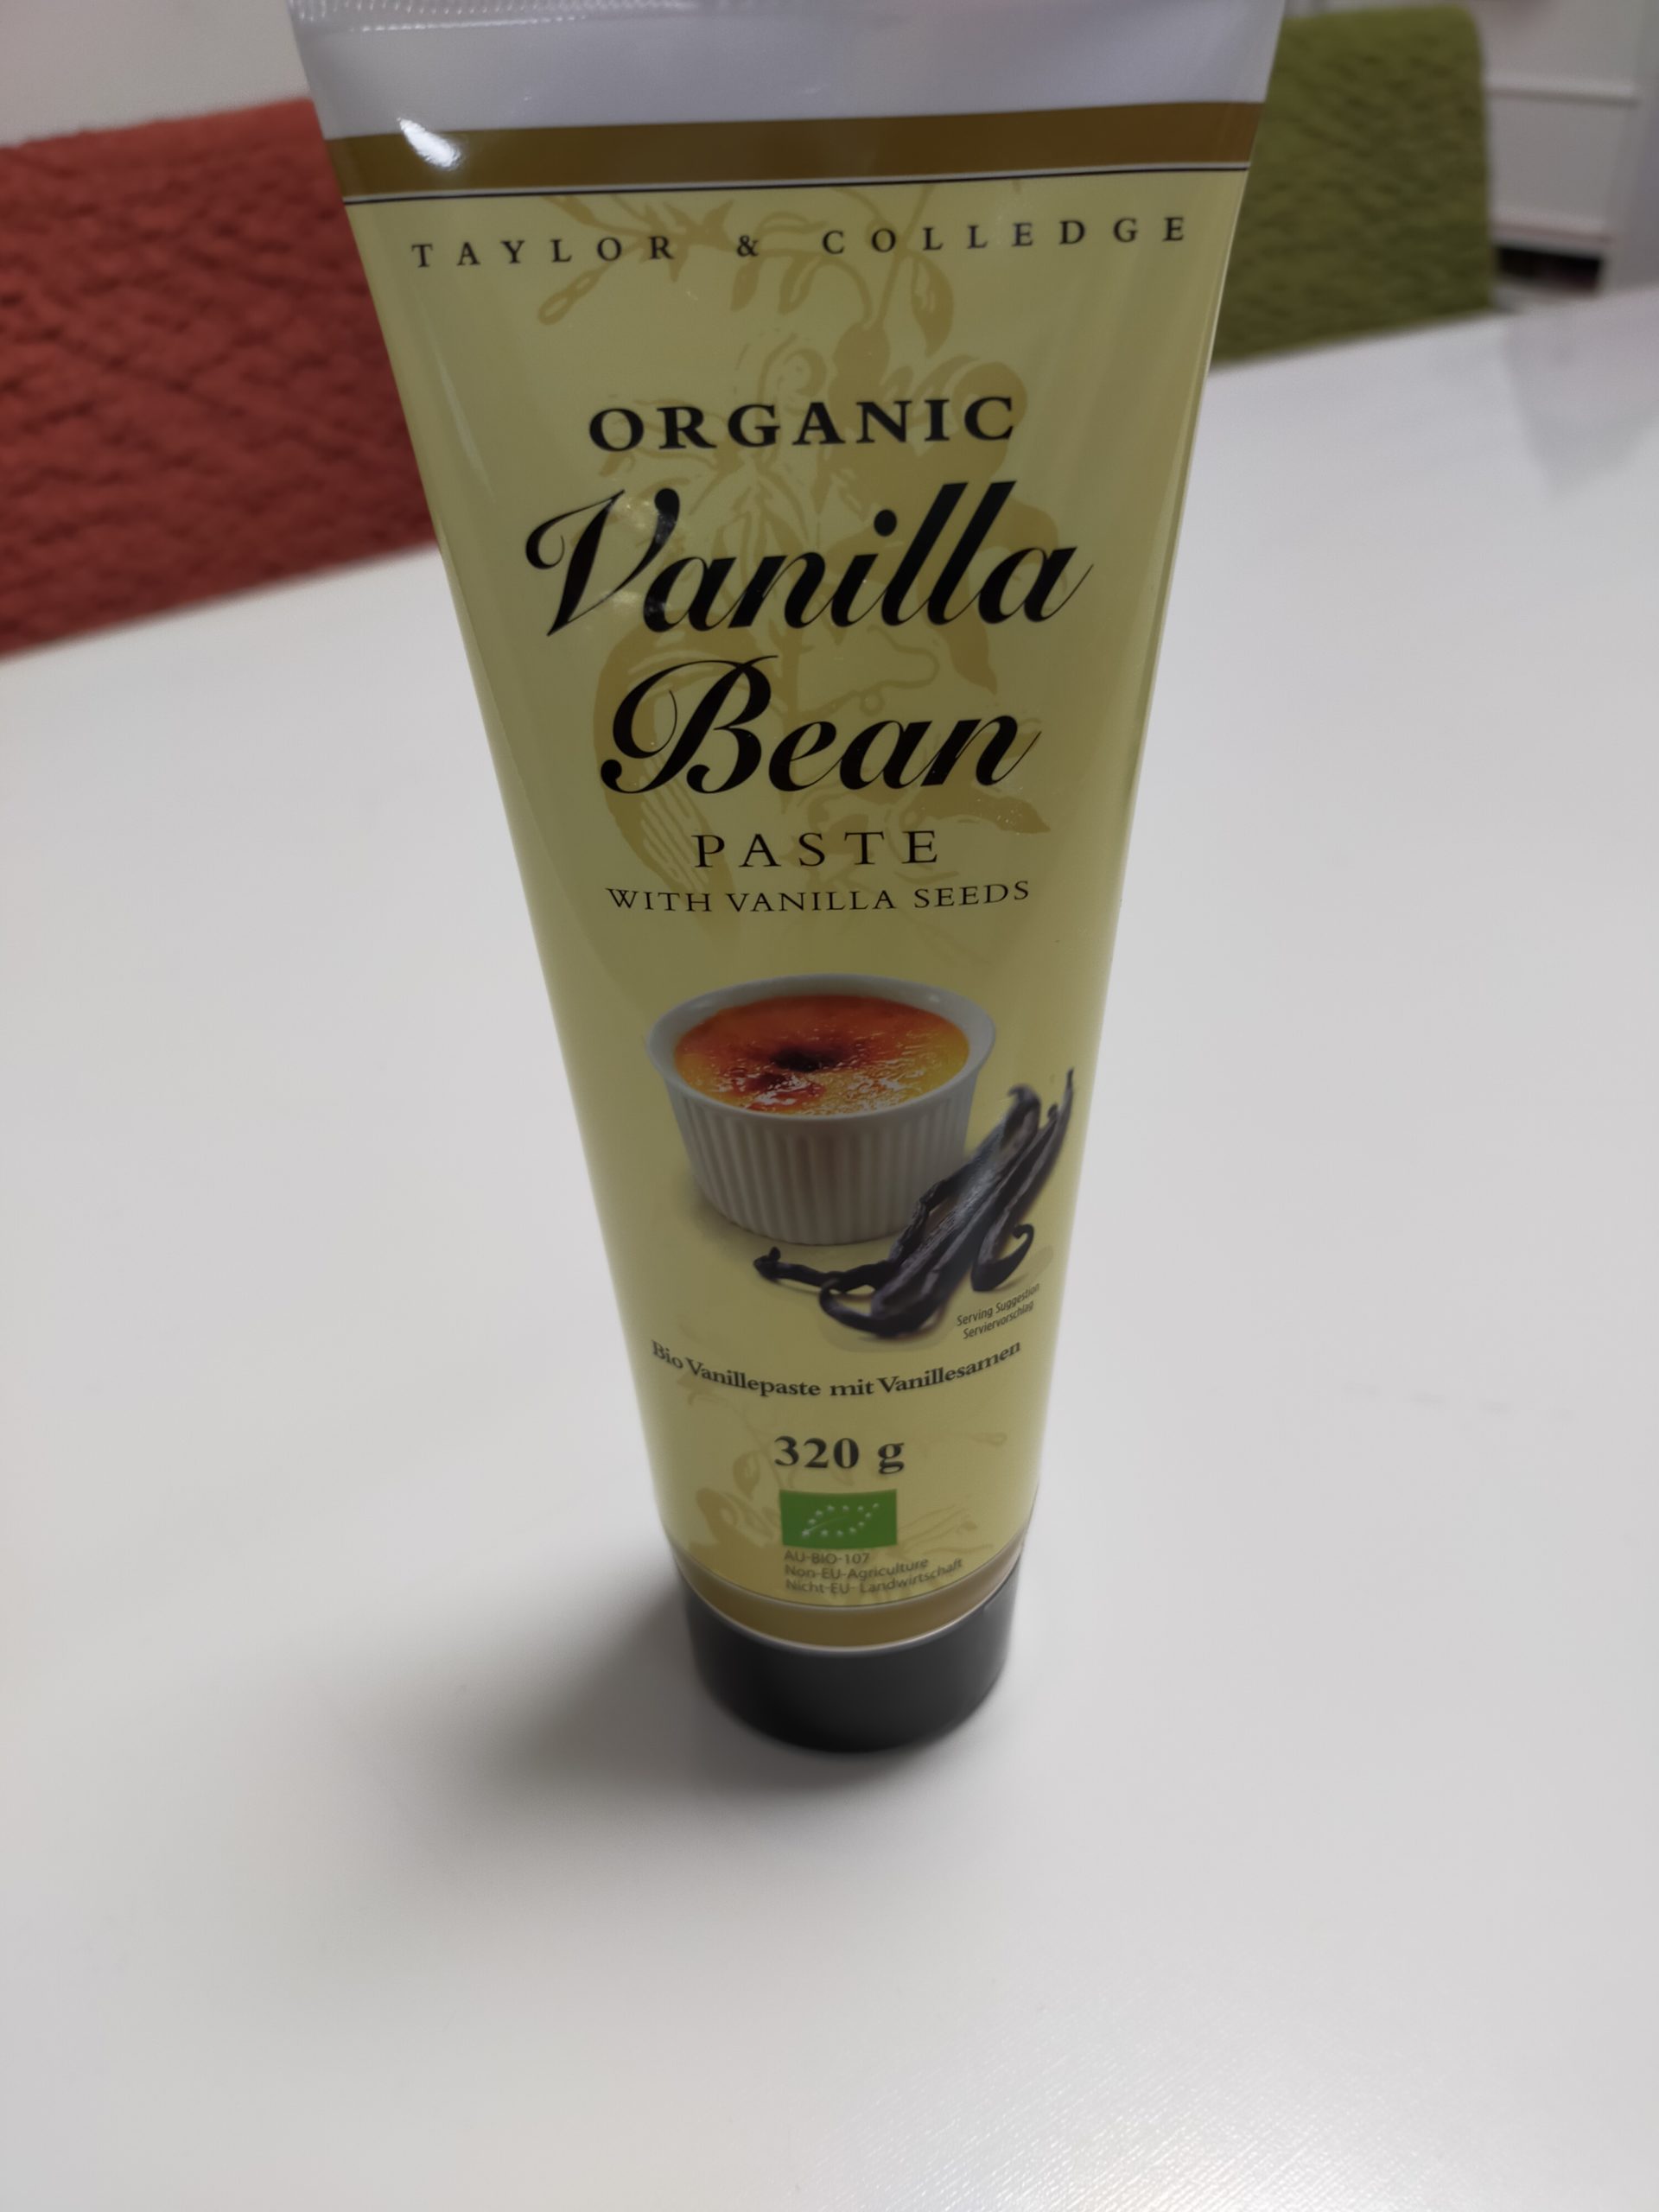 TAYLOR & COLLEDGE
ORGANIC
Vanilla
Bean
PASTE
WITH VANILLA SEEDS
Serving Suggestion
Serviervorschlag
Bio Vanillepaste mit Vanillesamen
320 g
AU-BIO-107
Non-EU-Agriculture
Nicht-EU- Landwirtschaft